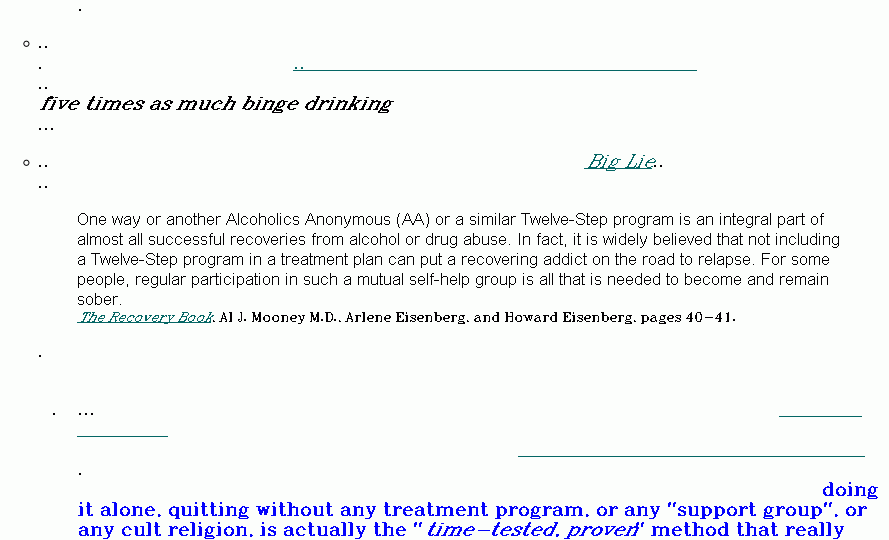 .
..
. ..
..
five times as much binge drinking
...
.. Big Lie..
..
One way or another Alcoholics Anonymous (AA) or a similar Twelve-Step program is an integral part of
almost all successful recoveries from alcohol or drug abuse. In fact, it is widely believed that not including
a Twelve-Step program in a treatment plan can put a recovering addict on the road to relapse. For some
people, regular participation in such a mutual self-help group is all that is needed to become and remain
sober.
The Recovery Book, Al J. Mooney M.D., Arlene Eisenberg, and Howard Eisenberg, pages 40-41.
.
. ...
.
doing
it alone, quitting without any treatment program, or any "support group", or
any cult religion, is actually the "time-tested, proven" method that really